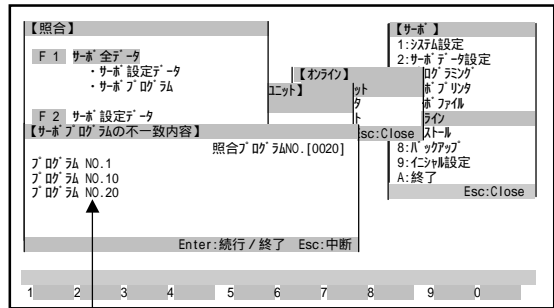 【照合】
F 1 サーボ全データ
・サーボ設定データ
・サーボプログラム
F 2 サーボ設定データ
【サーボプログラムの不一致内容】
照合プログラムNO.[0020]
プログラム NO.1
プログラム NO.10
プログラム NO.20
Enter:続行/終了 Esc:中断
【オンライン】
ユニット】
ット
タ
ト
sc:Close
【サーボ】
1:システム設定
2:サーボデータ設定
ログラミング
ボプリンタ
ボファイル
ライン
ストール
8:バックアップ
9:イニシャル設定
A:終了
Esc:Close
1 2 3 4 5 6 7 8 9 0